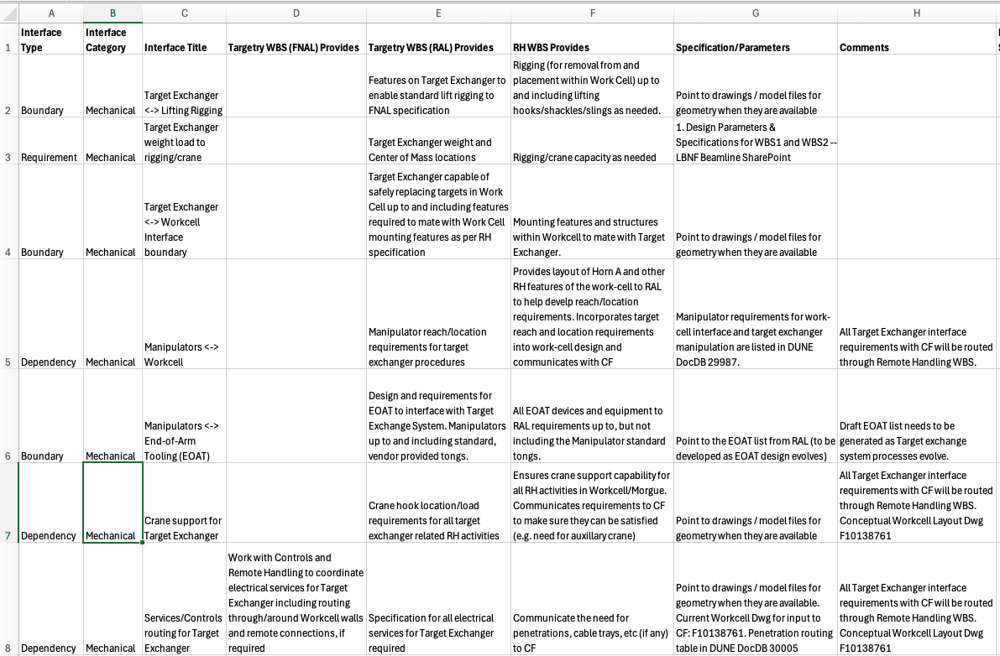 A B C D E F G H
1
Interface
Type
Interface
Category
Interface Title
Targetry WBS (FNAL) Provides
Targetry WBS (RAL) Provides
RH WBS Provides
Specification/Parameters
Comments
2
Boundary
Mechanical
Target Exchanger
<-> Lifting Rigging
Features on Target Exchanger to
enable standard lift rigging to
FNAL specification
Rigging (for removal from and
placement within Work Cell) up to
and including lifting
hooks/shackles/slings as needed.
Point to drawings / model files for
geometry when they are available
3
Requirement
Mechanical
Target Exchanger
weight load to
rigging/crane
Target Exchanger weight and
Center of Mass locations
Rigging/crane capacity as needed
1. Design Parameters &
Specifications for WBS1 and WBS2 --
LBNF Beamline SharePoint
4
Boundary
Mechanical
Target Exchanger
<-> Workcell
Interface
boundary
Target Exchanger capable of
safely replacing targets in Work
Cell up to and including features
required to mate with Work Cell
mounting features as per RH
specification
Mounting features and structures
within Workcell to mate with Target
Exchanger.
Point to drawings / model files for
geometry when they are available
5
Dependency
Mechanical
Manipulators <->
Workcell
Manipulator reach/location
requirements for target
exchanger procedures
Provides layout of Horn A and other
RH features of the work-cell to RAL
to help develp reach/location
requirements. Incorporates target
reach and location requirements
into work-cell design and
communicates with CF
Manipulator requirements for work-
cell interface and target exchanger
manipulation are listed in DUNE
DocDB 29987.
All Target Exchanger interface
requirements with CF will be routed
through Remote Handling WBS.
6
Boundary
Mechanical
Manipulators <->
End-of-Arm
Tooling (EOAT)
Design and requirements for
EOAT to interface with Target
Exchange System. Manipulators
up to and including standard,
vendor provided tongs.
All EOAT devices and equipment to
RAL requirements up to, but not
including the Manipulator standard
tongs.
Point to the EOAT list from RAL (to be
developed as EOAT design evolves)
Draft EOAT list needs to be
generated as Target exchange
system processes evolve.
7
Dependency
Mechanical
Crane support for
Target Exchanger
Crane hook location/load
requirements for all target
exchanger related RH activities
Ensures crane support capability for
all RH activities in Workcell/Morgue.
Communicates requirements to CF
to make sure they can be satisfied
(e.g. need for auxillary crane)
Point to drawings / model files for
geometry when they are available
All Target Exchanger interface
requirements with CF will be routed
through Remote Handling WBS.
Conceptual Workcell Layout Dwg
F10138761
8
Dependency
Mechanical
Services/Controls
routing for Target
Exchanger
Work with Controls and
Remote Handling to coordinate
electrical services for Target
Exchanger including routing
through/around Workcell walls
and remote connections, if
required
Specification for all electrical
services for Target Exchanger
required
Communicate the need for
penetrations, cable trays, etc (if any)
to CF
Point to drawings / model files for
geometry when they are available.
Current Workcell Dwg for input to
CF: F10138761. Penetration routing
table in DUNE DocDB 30005
All Target Exchanger interface
requirements with CF will be routed
through Remote Handling WBS.
Conceptual Workcell Layout Dwg
F10138761